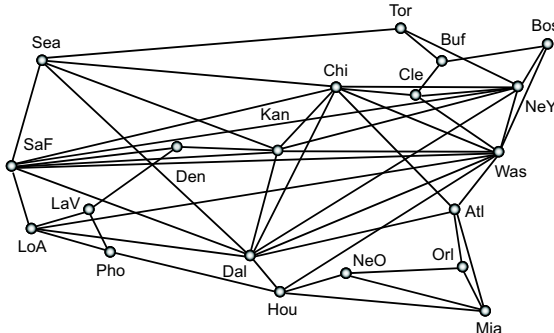 Tor
Bos
Buf
Sea
Chi
Cle
NeY
Kan
SaF
Was
Den
LaV
Atl
LoA
Pho
Dal
NeO
Orl
Hou
Mia